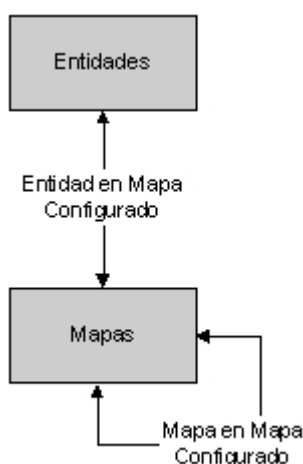 Entidades
Entidad en Mapa
Configurado
Mapas
Mapa en Mapa
Configurado